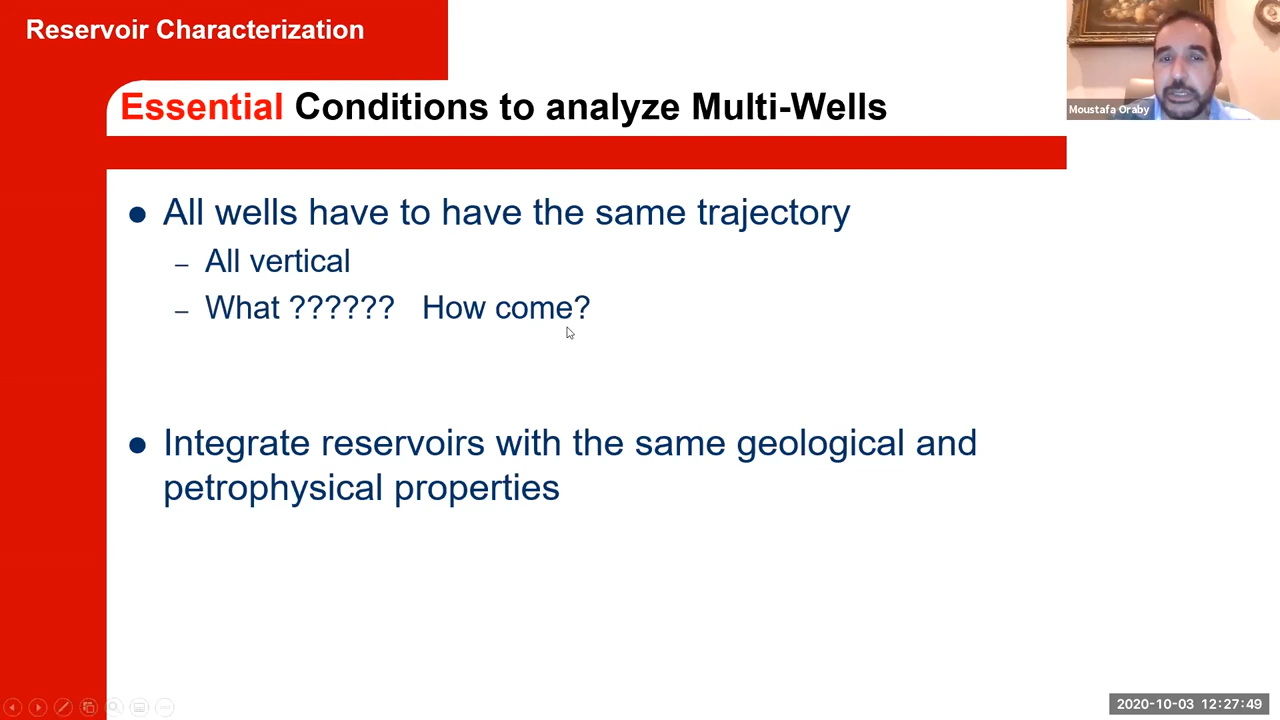 Reservoir Characterization
Essential Conditions to analyze Multi-Wells
Moustafa Oraby
● All wells have to have the same trajectory
– All vertical
– What ?????? How come?
● Integrate reservoirs with the same geological and
petrophysical properties
2020-10-03 12:27:49